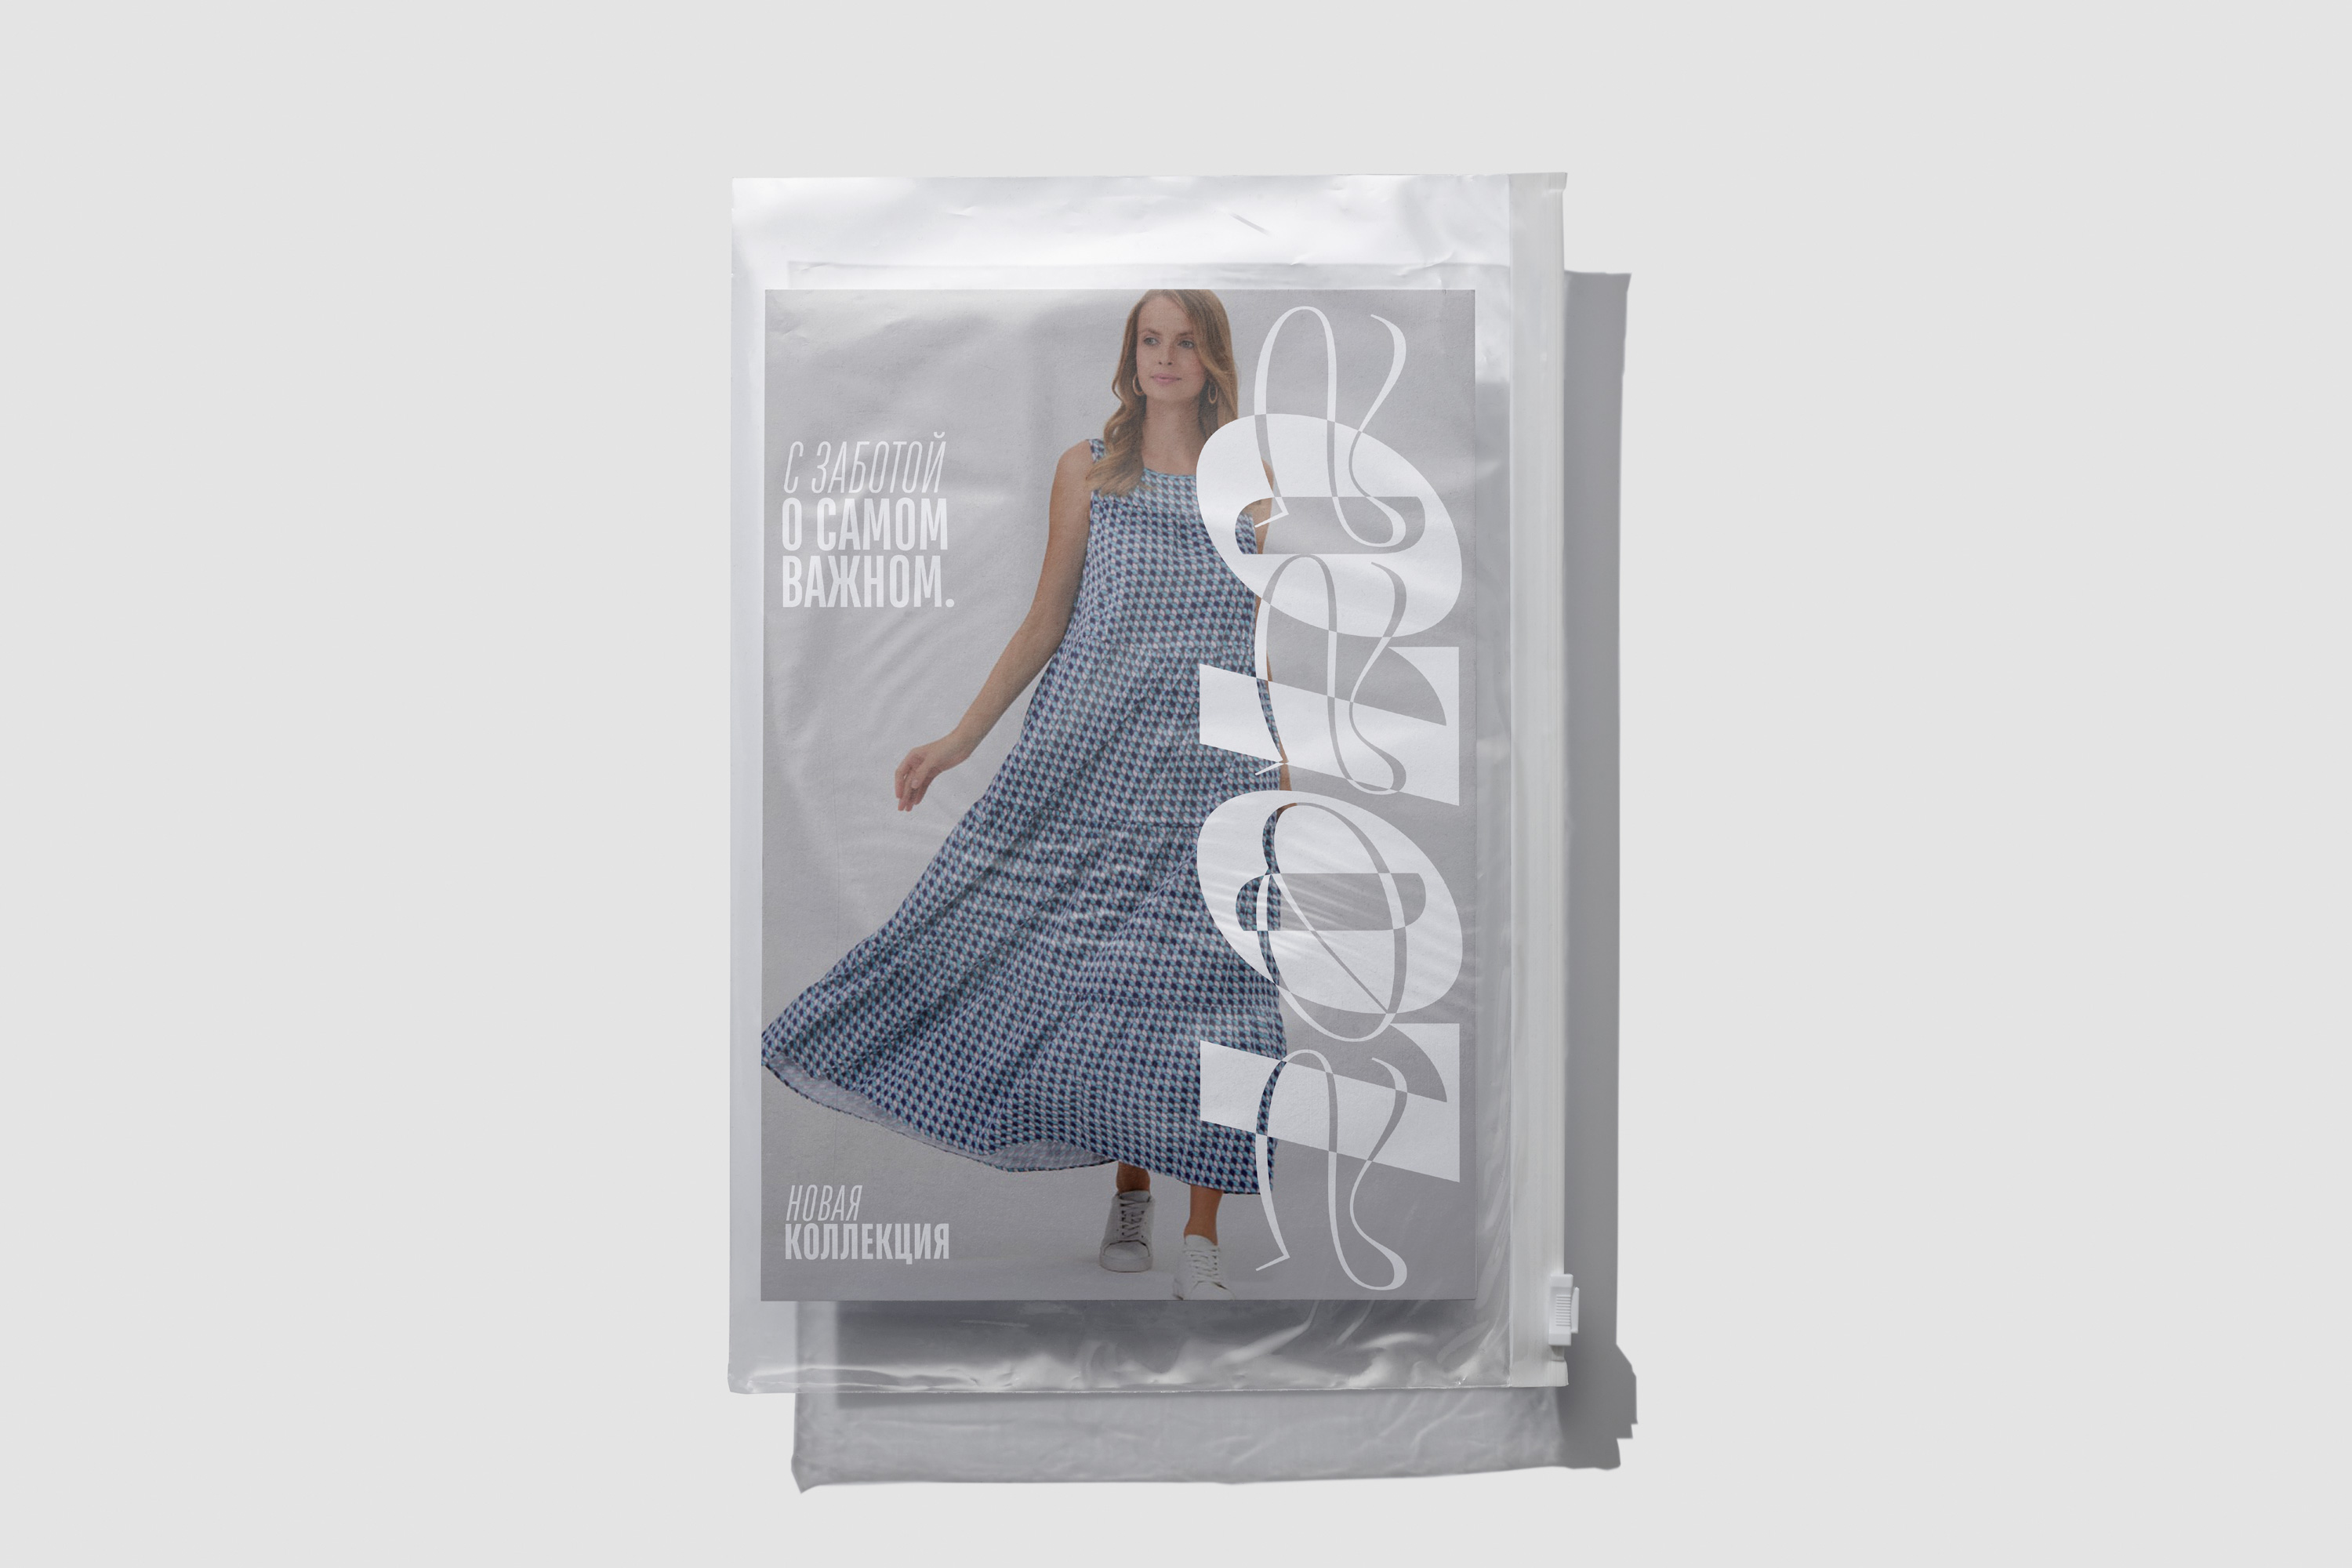 С ЗАБОТОЙ
О САМОМ
ВАЖНОМ.
НОВАЯ
КОЛЛЕКЦИЯ